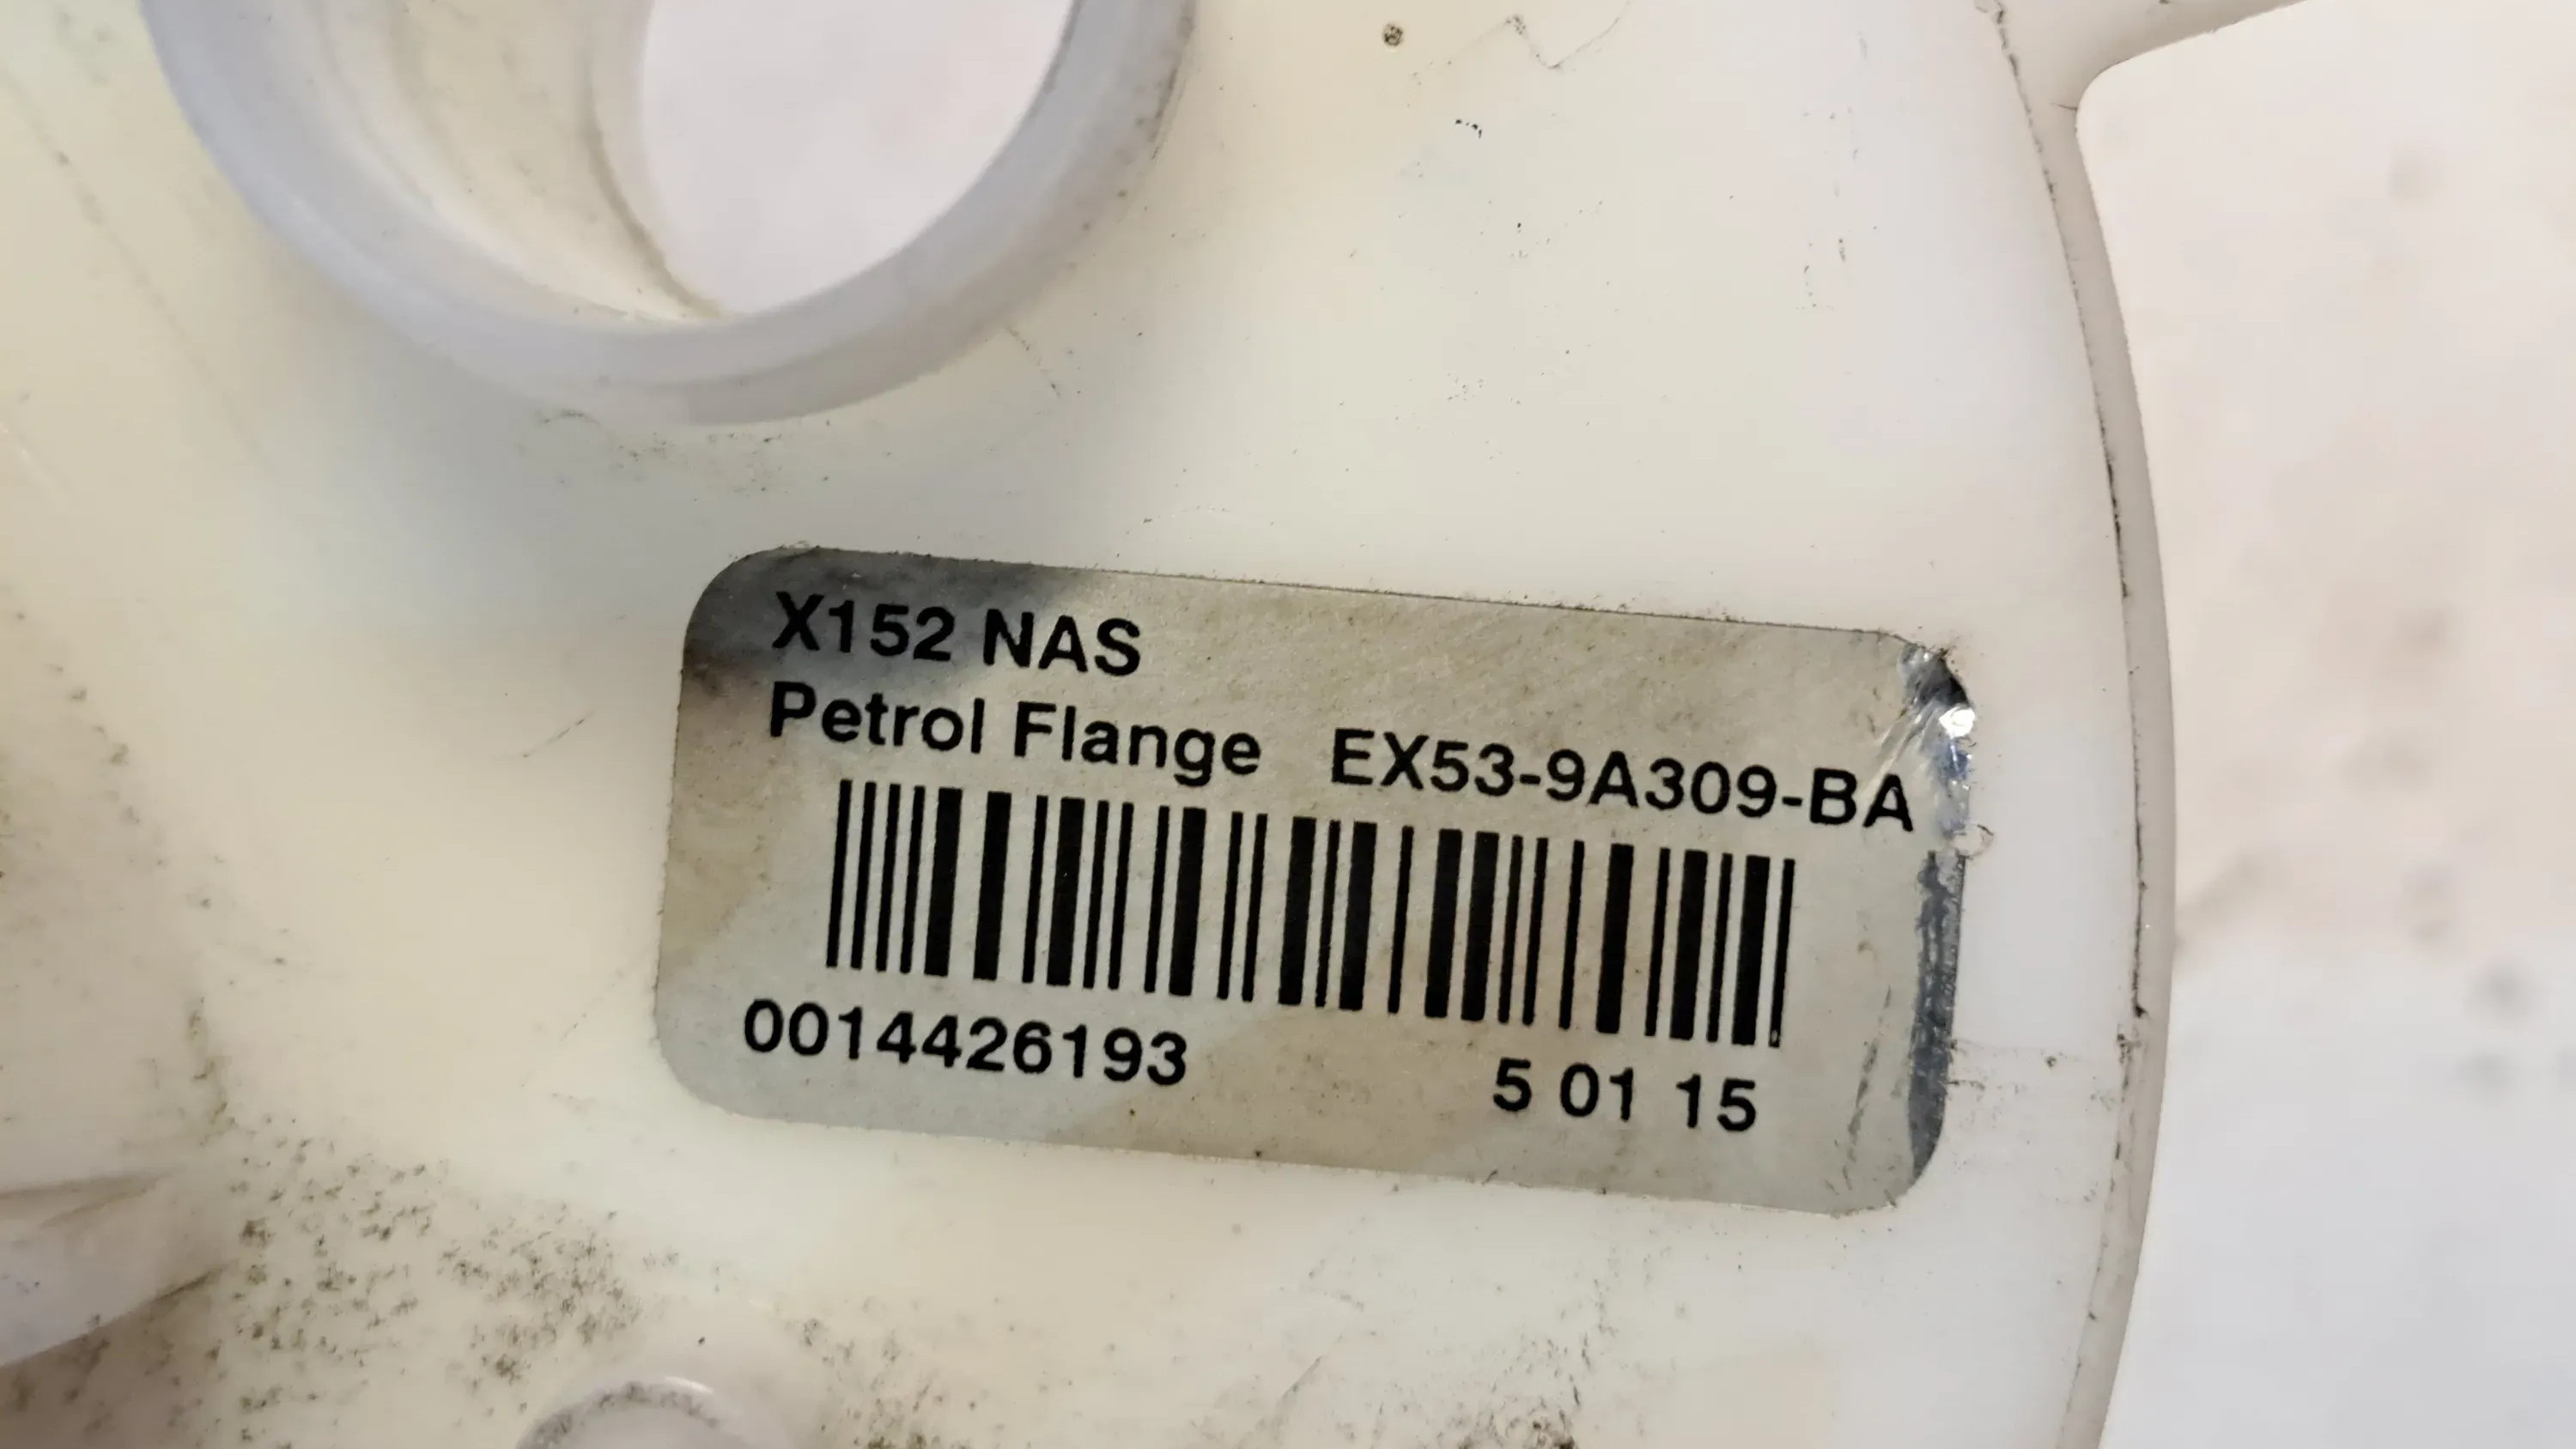 X152 NAS
Petrol Flange EX53-9A309-BA
0014426193 5 01 15